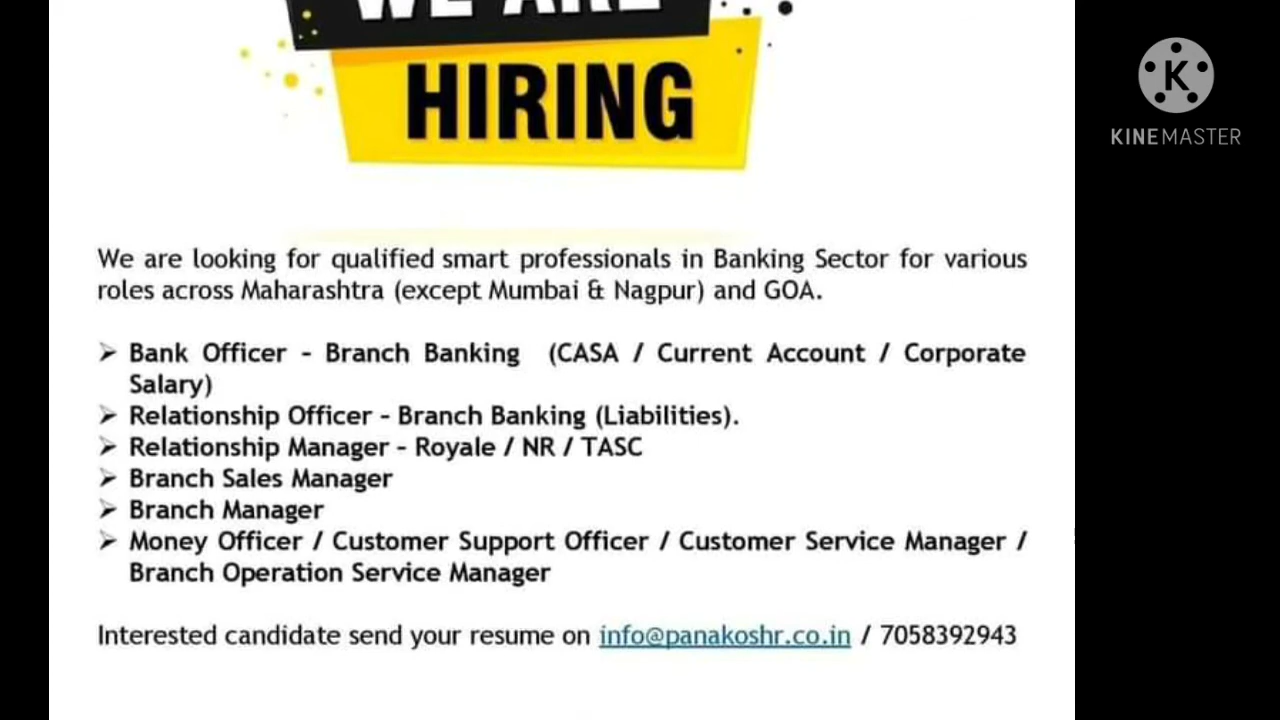 WE ARE
HIRING
K
KINEMASTER
We are looking for qualified smart professionals in Banking Sector for various
roles across Maharashtra (except Mumbai & Nagpur) and GOA.
➢ Bank Officer – Branch Banking (CASA / Current Account / Corporate
Salary)
➢ Relationship Officer – Branch Banking (Liabilities).
➢ Relationship Manager – Royale / NR / TASC
➢ Branch Sales Manager
➢ Branch Manager
➢ Money Officer / Customer Support Officer / Customer Service Manager /
Branch Operation Service Manager
Interested candidate send your resume on info@panakoshr.co.in / 7058392943